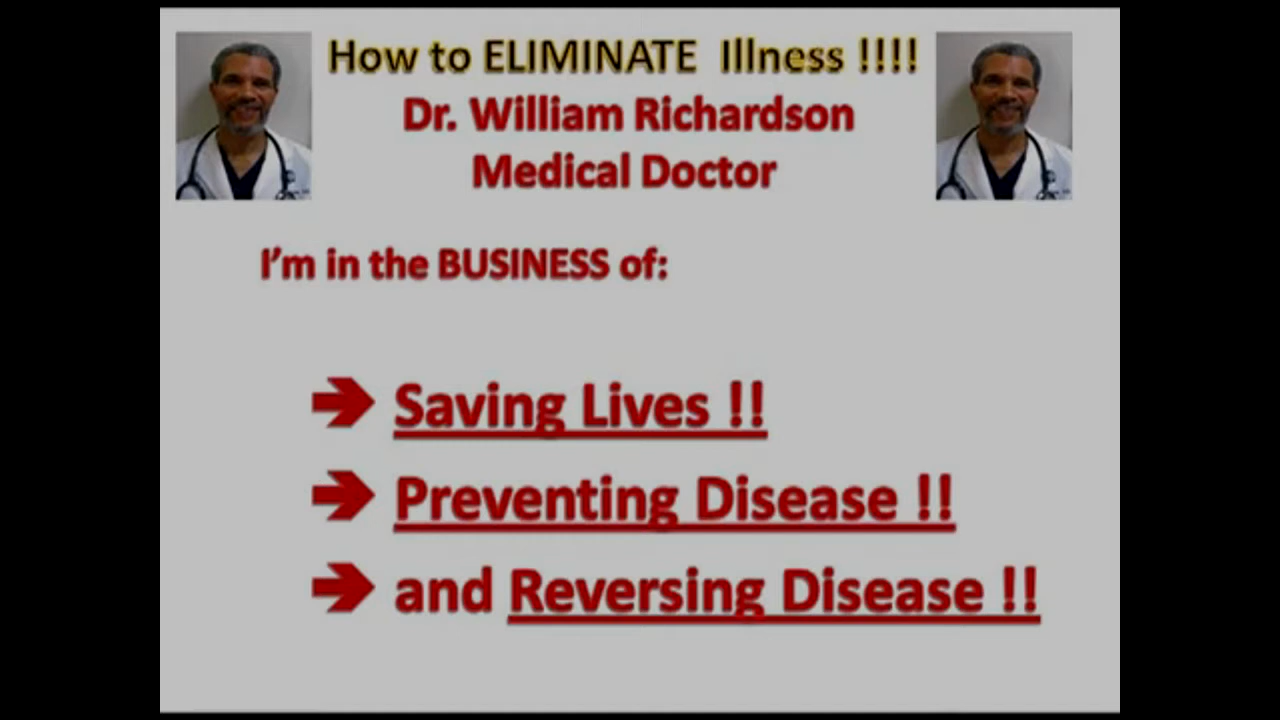 How to ELIMINATE Illness !!!!
Dr. William Richardson
Medical Doctor
I'm in the BUSINESS of:
➔ Saving Lives !!
➔ Preventing Disease !!
➔ and Reversing Disease !!